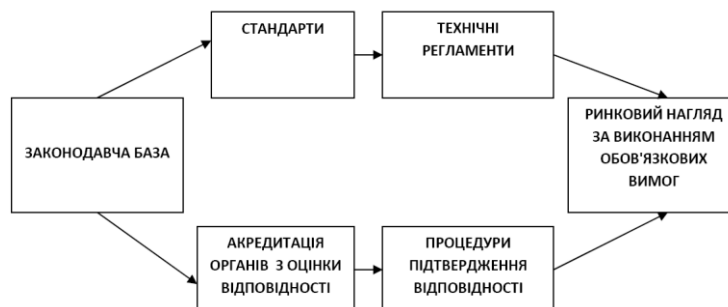 СТАНДАРТИ
ТЕХНІЧНІ
РЕГЛАМЕНТИ
ЗАКОНОДАВЧА БАЗА
РИНКОВИЙ НАГЛЯД
ЗА ВИКОНАННЯМ
ОБОВ'ЯЗКОВИХ
ВИМОГ
АКРЕДИТАЦІЯ
ОРГАНІВ З ОЦІНКИ
ВІДПОВІДНОСТІ
ПРОЦЕДУРИ
ПІДТВЕРДЖЕННЯ
ВІДПОВІДНОСТІ